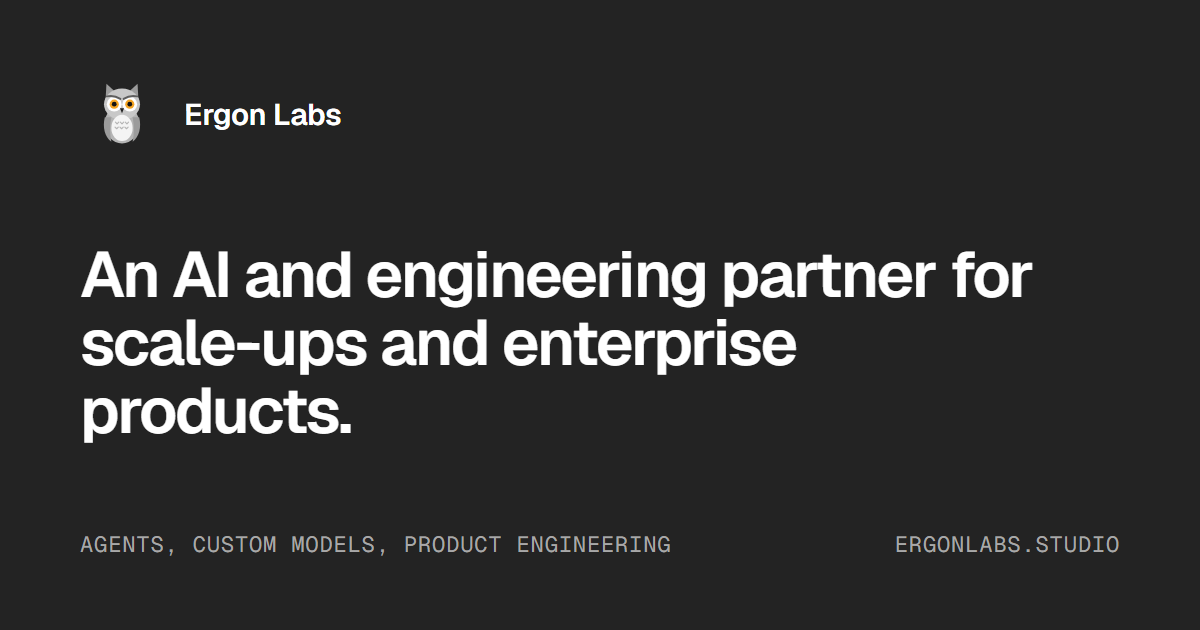 Ergon Labs
An AI and engineering partner for
scale-ups and enterprise
products.
AGENTS, CUSTOM MODELS, PRODUCT ENGINEERING
ERGONLABS.STUDIO